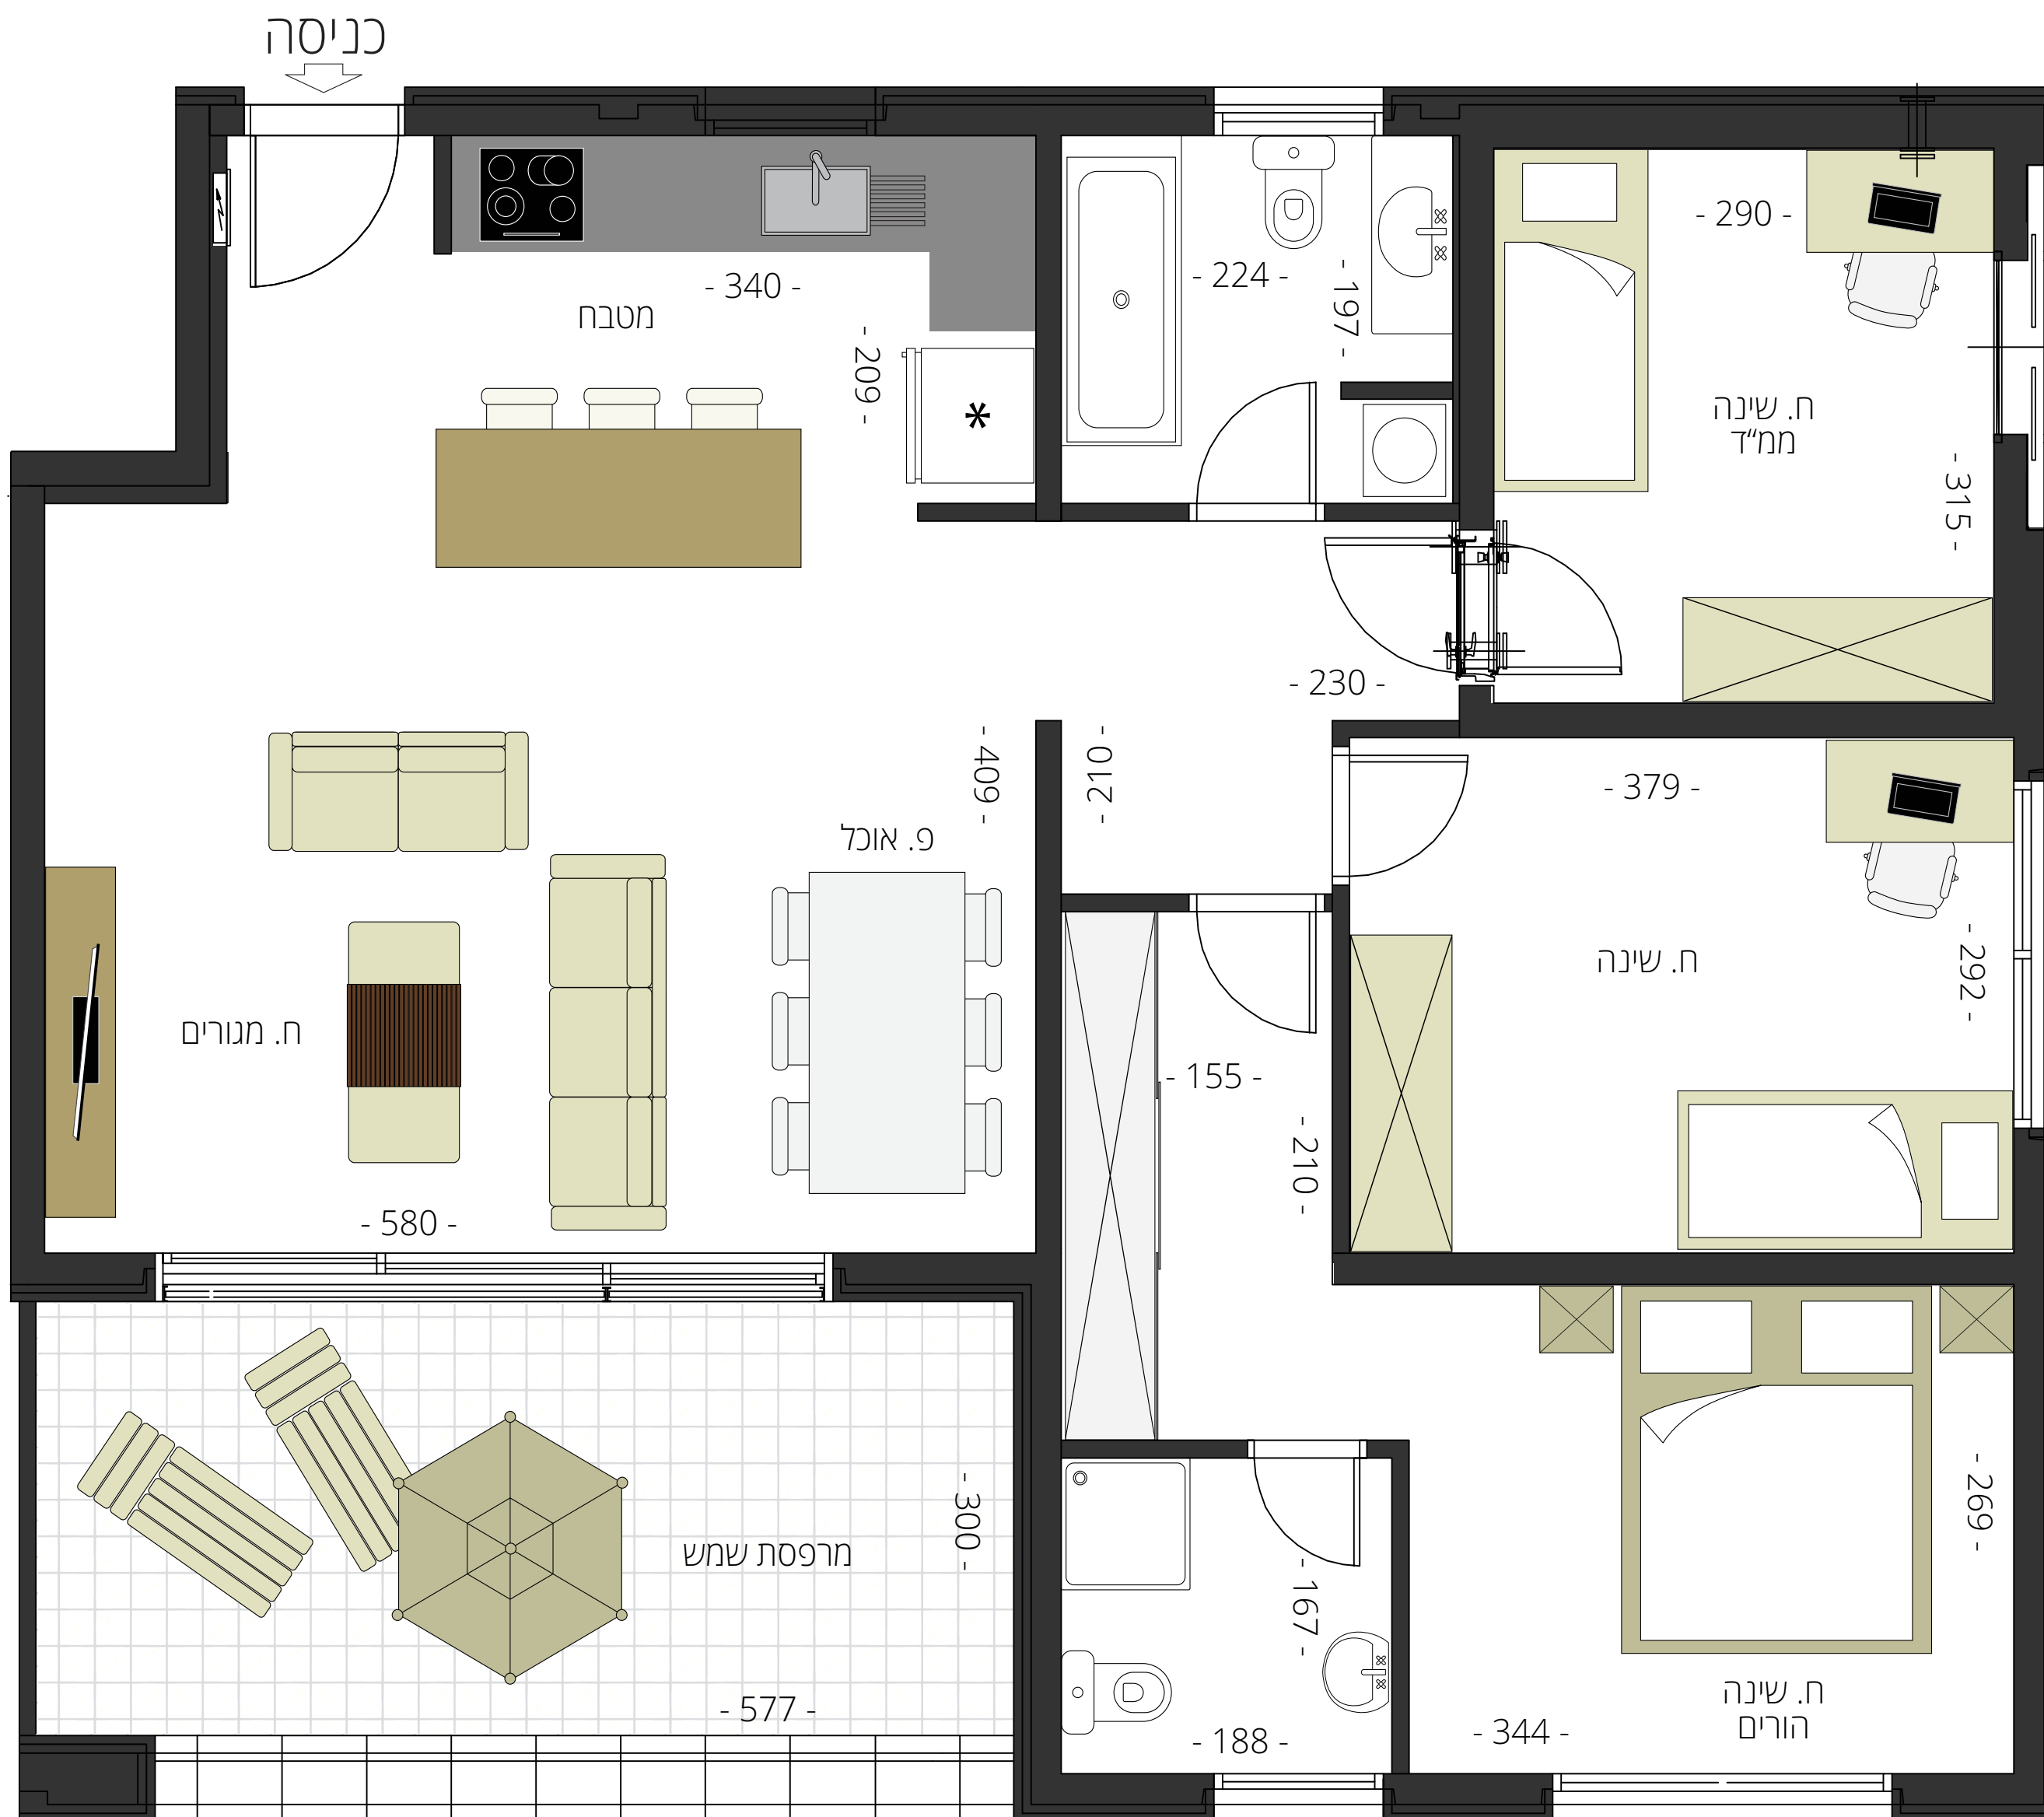 כניסה
- 340 -
מטבח
- 209 -
*
- 224 -
- 197 -
- 290 -
ח. שינה
ממ״ד
- 315 -
- 230 -
- 409 -
- 210 -
פ. אוכל
ח. מגורים
- 580 -
- 379 -
ח. שינה
- 292 -
- 155 -
- 210 -
מרפסת שמש
- 300 -
- 577 -
- 167 -
- 188 -
- 269 -
ח. שינה
הורים
- 344 -